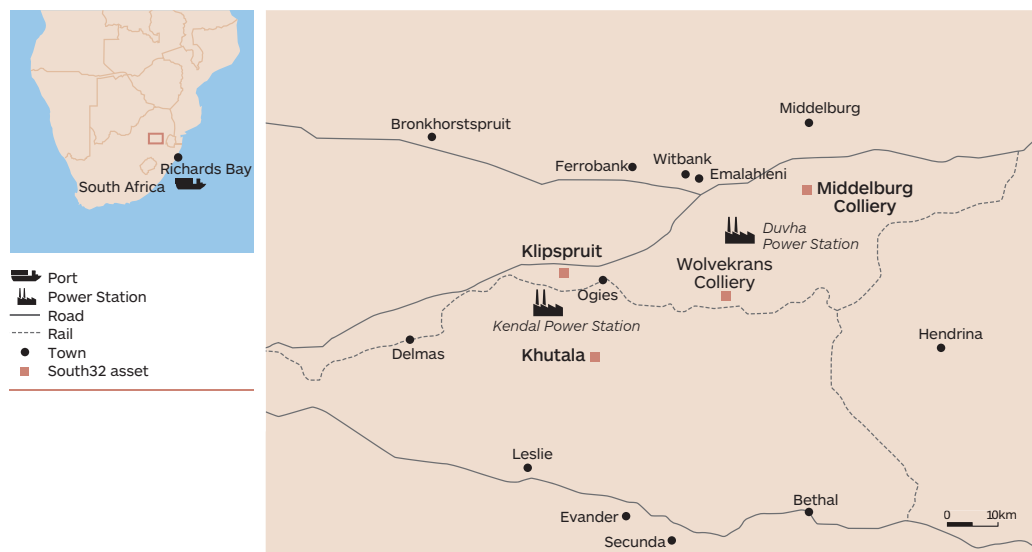 Richards Bay
South Africa
Port
Power Station
Road
Rail
Town
South32 asset
Middelburg
Bronkhorstspruit
Ferrobank
Witbank
Emalahleni
Middelburg
Colliery
Duvha
Power Station
Klipspruit
Wolvekrans
Colliery
Ogies
Kendal Power Station
Hendrina
Delmas
Khutala
Leslie
Bethal
Evander
Secunda
0 10km